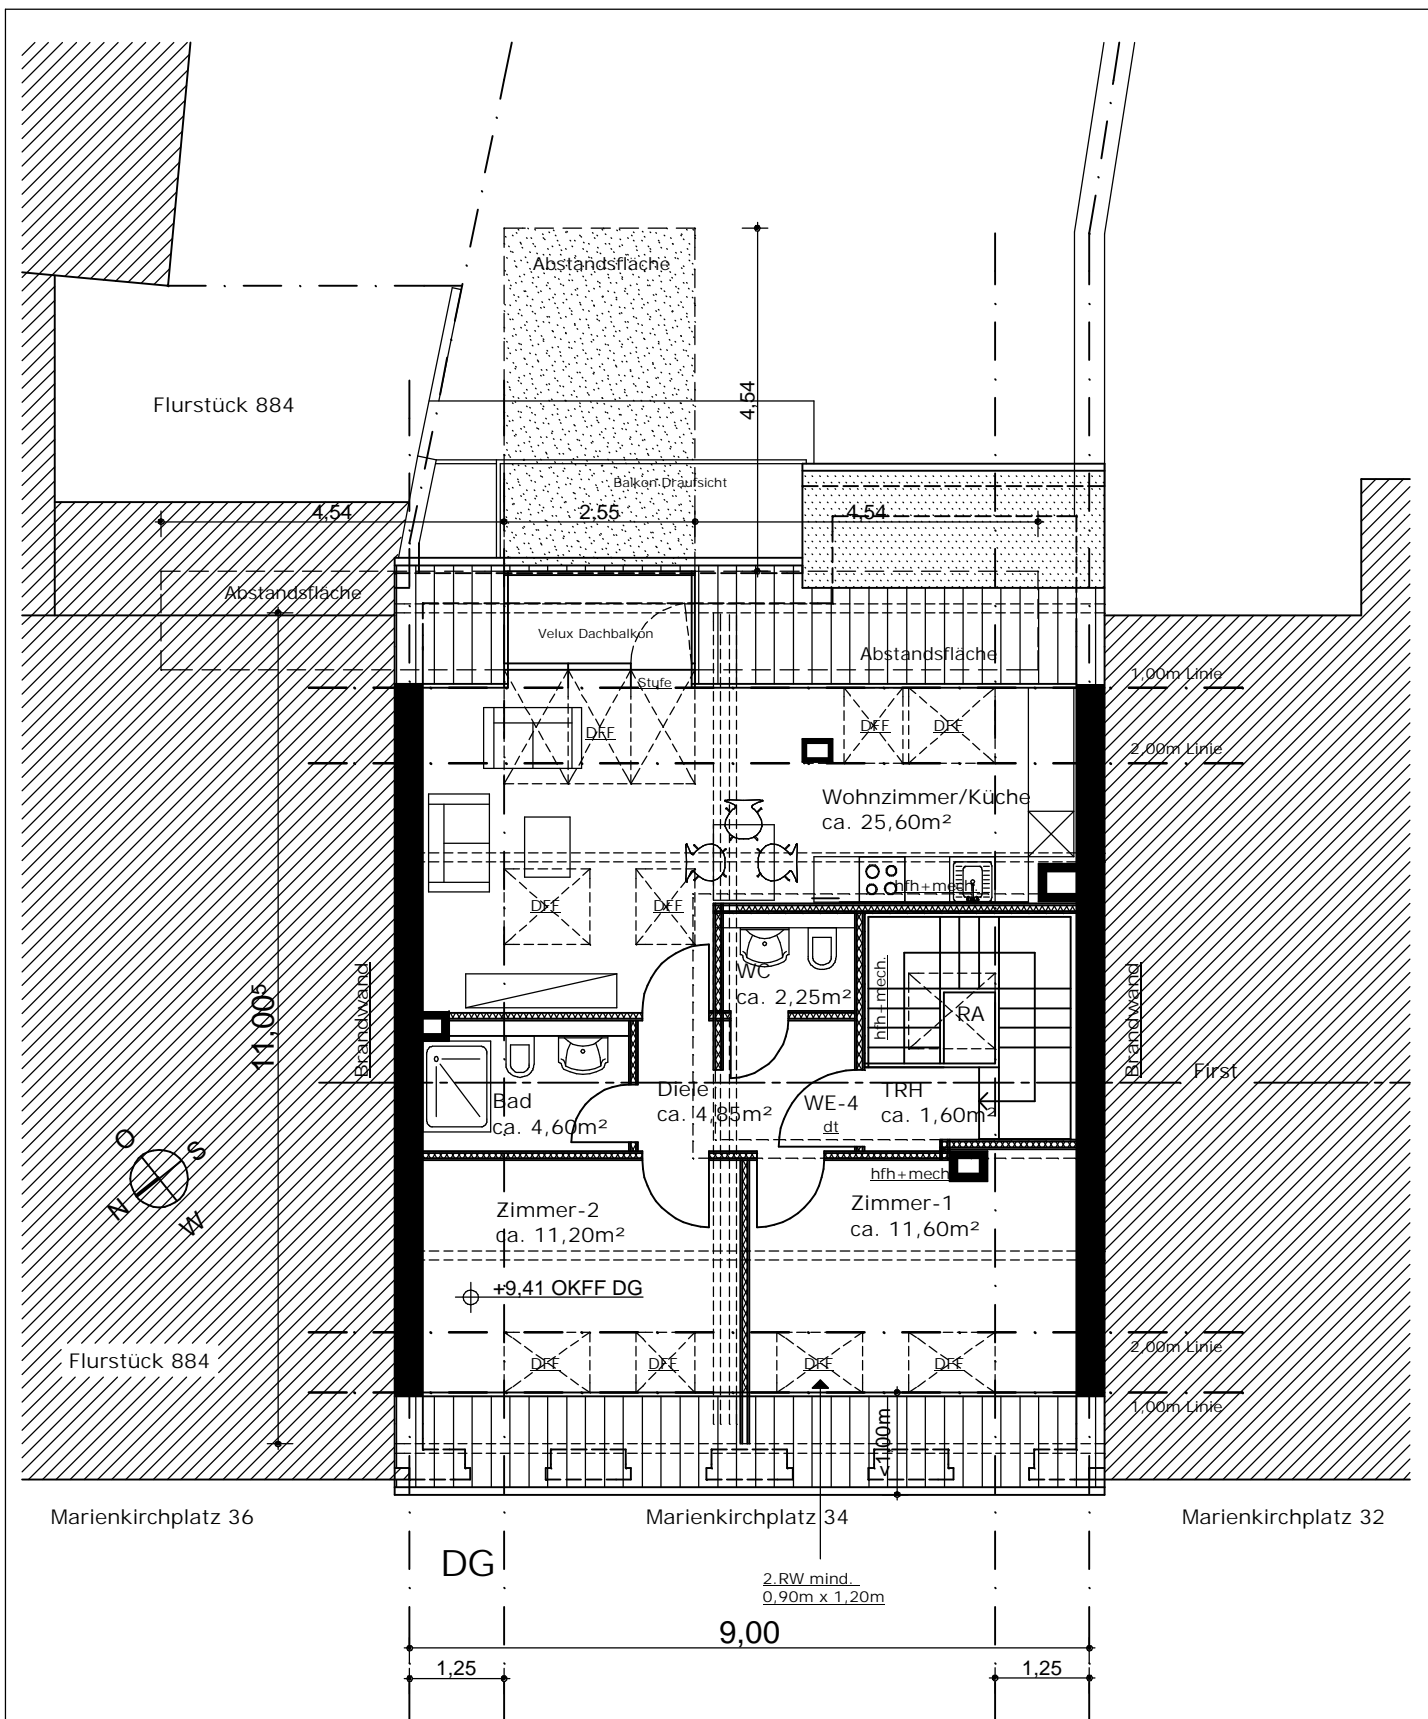 Abstandsfläche
Flurstück 884
4,54
Balkon Draufsicht
4,54
2,55
4,54
Abstandsfläche
Velux Dachbalkon
Abstandsfläche
1,00m Linie
Stufe
DFF
DFF
DFF
2,00m Linie
Wohnzimmer/Küche
ca. 25,60m²
hfh+mech.
DFF
DFF
WC
ca. 2,25m²
hfh+mech.
RA
Brandwand
Brandwand
11,00⁵
First
Bad
ca. 4,60m²
Diele
ca. 4,85m²
WE-4
dt
TRH
ca. 1,60m²
O
S
N
W
hfh+mech.
Zimmer-2
ca. 11,20m²
Zimmer-1
ca. 11,60m²
+9,41 OKFF DG
Flurstück 884
DFF
DFF
DFF
DFF
2,00m Linie
1,00m Linie
<1,00m
Marienkirchplatz 36
Marienkirchplatz 34
Marienkirchplatz 32
DG
2.RW mind.
0,90m x 1,20m
9,00
1,25
1,25